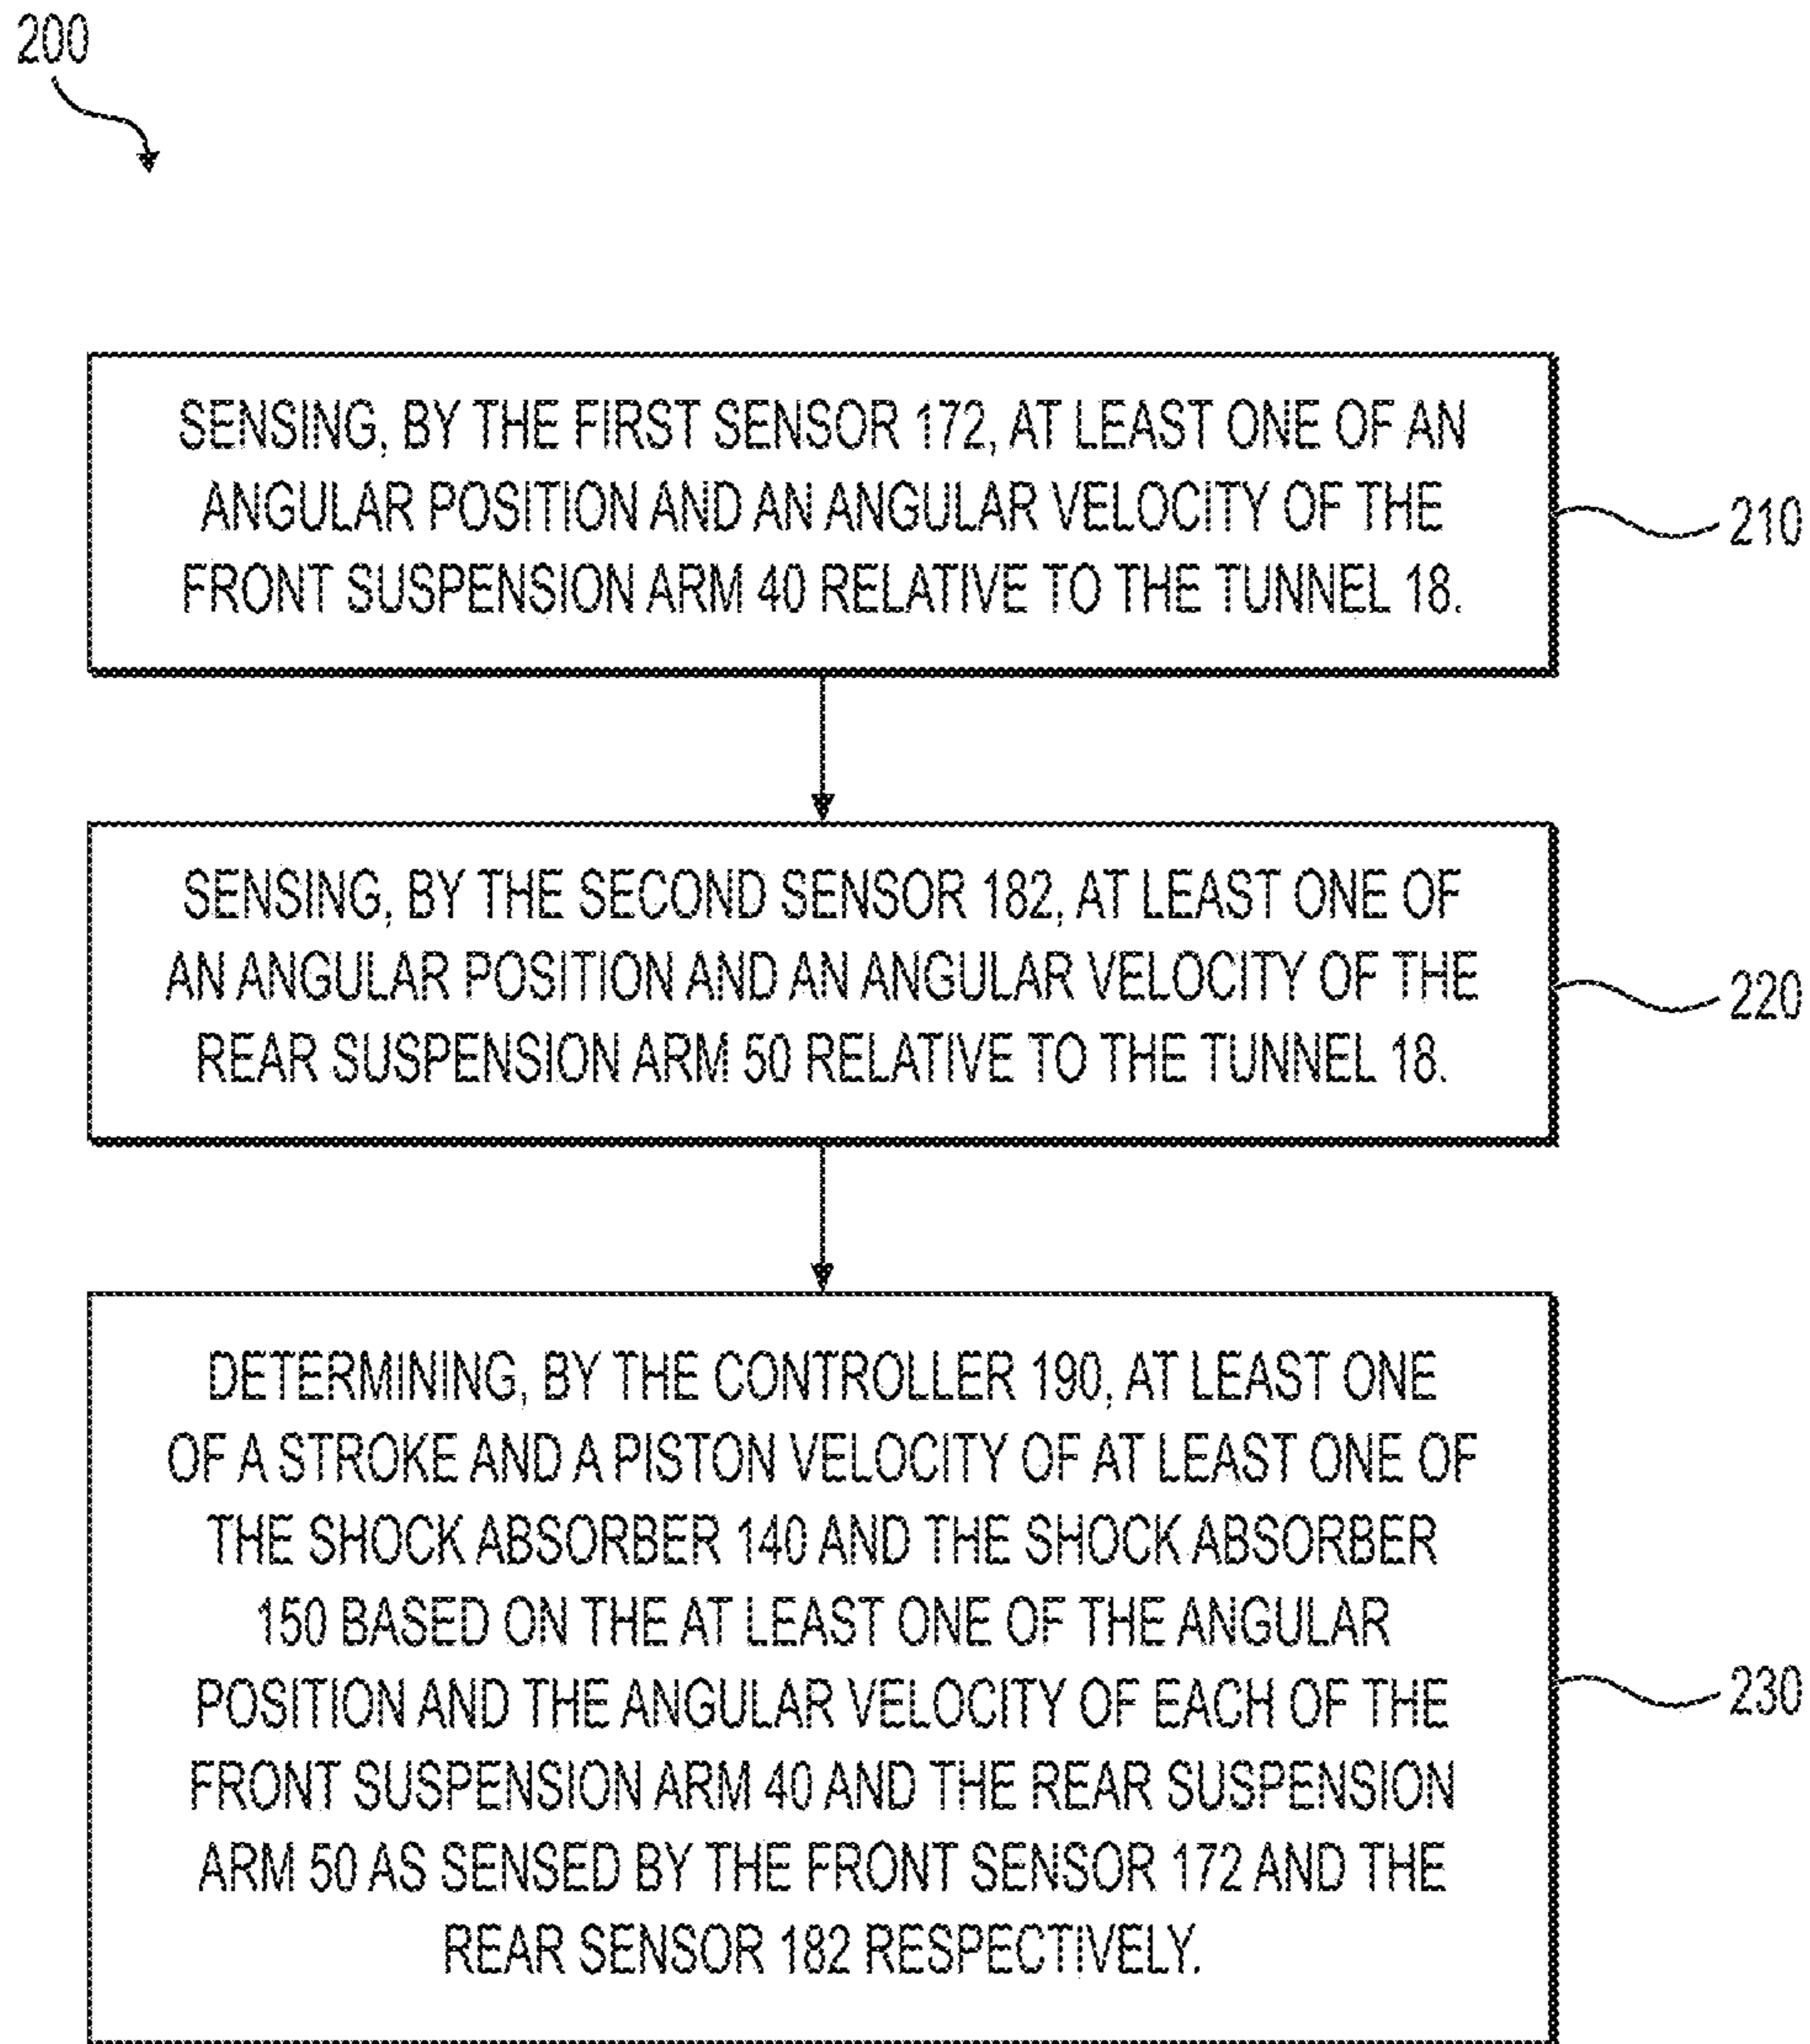 200
SENSING, BY THE FIRST SENSOR 172, AT LEAST ONE OF AN
ANGULAR POSITION AND AN ANGULAR VELOCITY OF THE
FRONT SUSPENSION ARM 40 RELATIVE TO THE TUNNEL 18.
210
SENSING, BY THE SECOND SENSOR 182, AT LEAST ONE OF
AN ANGULAR POSITION AND AN ANGULAR VELOCITY OF THE
REAR SUSPENSION ARM 50 RELATIVE TO THE TUNNEL 18.
220
DETERMINING, BY THE CONTROLLER 190, AT LEAST ONE
OF A STROKE AND A PISTON VELOCITY OF AT LEAST ONE OF
THE SHOCK ABSORBER 140 AND THE SHOCK ABSORBER
150 BASED ON THE AT LEAST ONE OF THE ANGULAR
POSITION AND THE ANGULAR VELOCITY OF EACH OF THE
FRONT SUSPENSION ARM 40 AND THE REAR SUSPENSION
ARM 50 AS SENSED BY THE FRONT SENSOR 172 AND THE
REAR SENSOR 182 RESPECTIVELY.
230